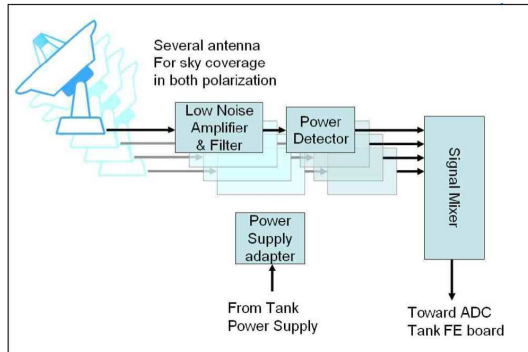 Several antenna
For sky coverage
in both polarization
Low Noise
Amplifier
& Filter
Power
Detector
Signal Mixer
Power
Supply
adapter
From Tank
Power Supply
Toward ADC
Tank FE board